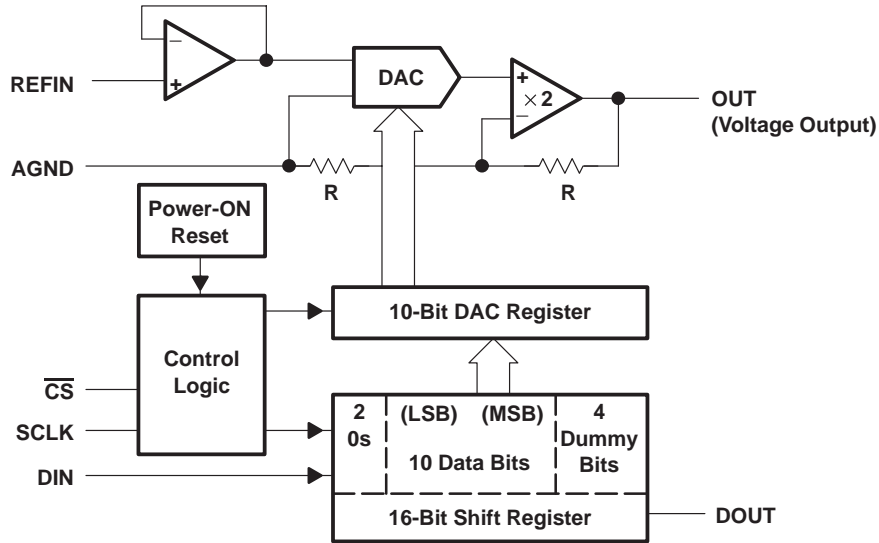 REFIN
−
+
DAC
+
× 2
−
OUT
(Voltage Output)
AGND
R
R
Power-ON
Reset
10-Bit DAC Register
Control
Logic
CS
SCLK
DIN
2
0s
(LSB) (MSB)
10 Data Bits
4
Dummy
Bits
16-Bit Shift Register
DOUT